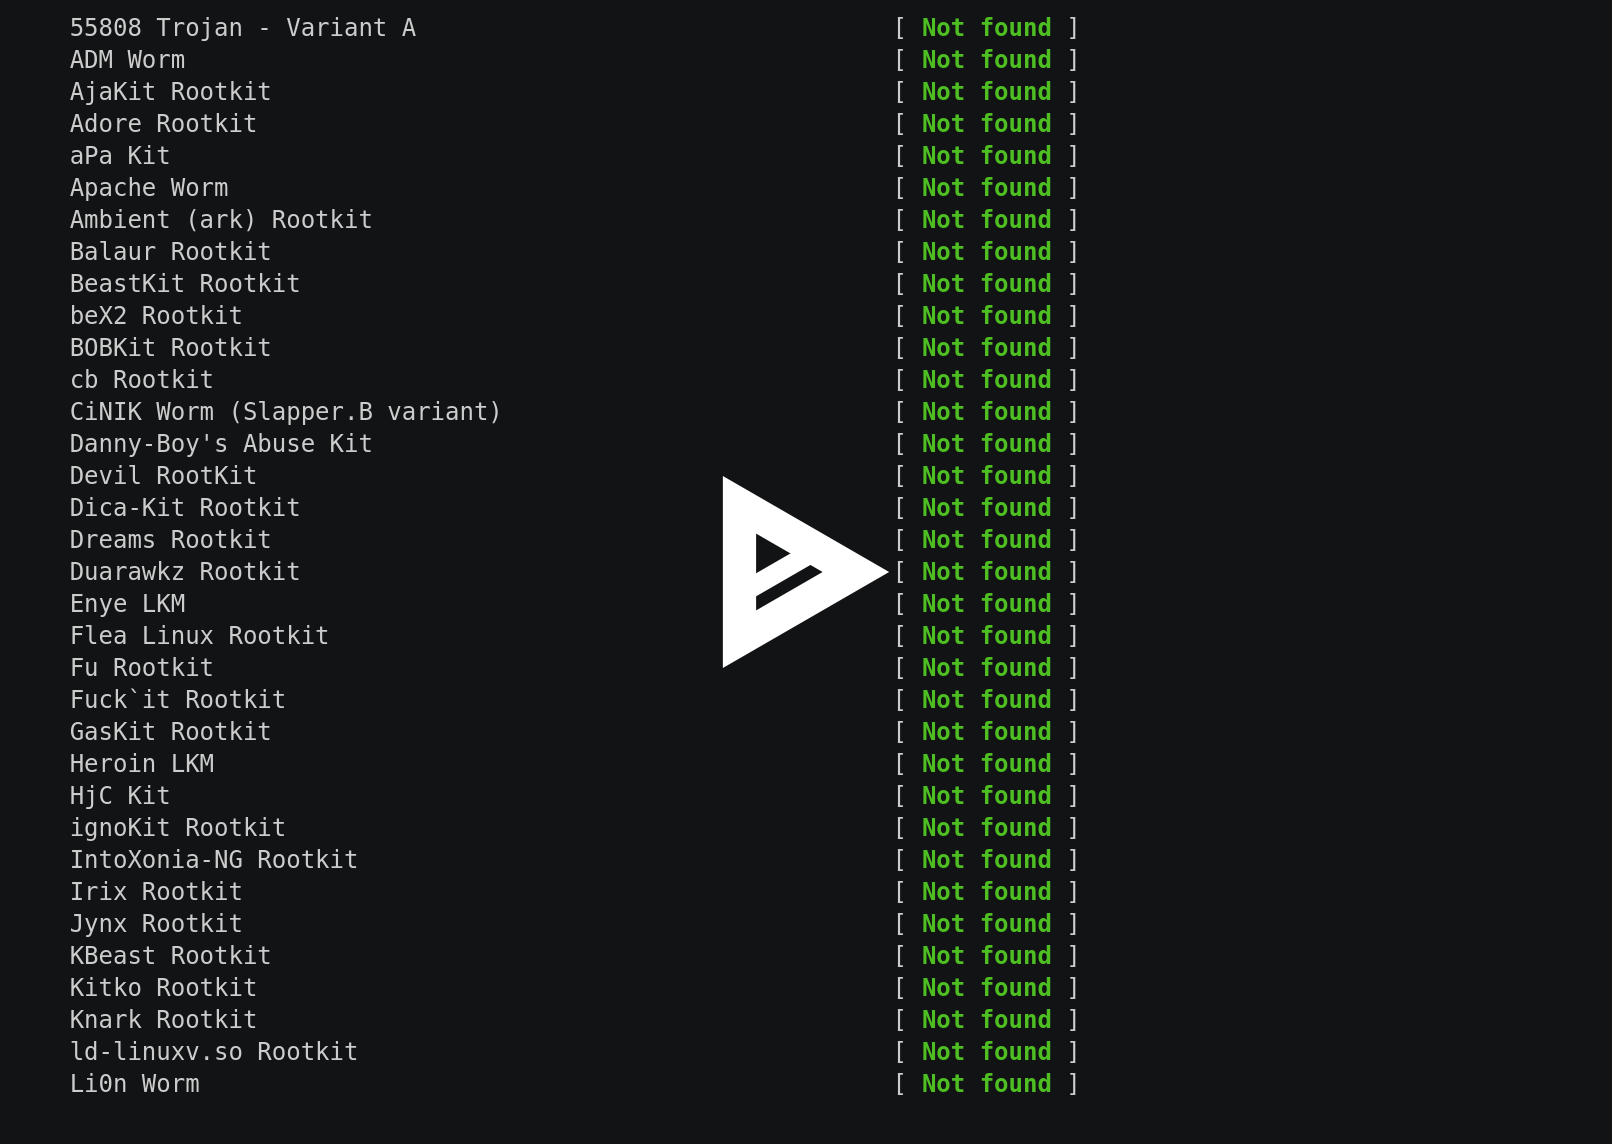 55808 Trojan - Variant A [ Not found ]
ADM Worm [ Not found ]
AjaKit Rootkit [ Not found ]
Adore Rootkit [ Not found ]
aPa Kit [ Not found ]
Apache Worm [ Not found ]
Ambient (ark) Rootkit [ Not found ]
Balaur Rootkit [ Not found ]
BeastKit Rootkit [ Not found ]
beX2 Rootkit [ Not found ]
BOBKit Rootkit [ Not found ]
cb Rootkit [ Not found ]
CiNIK Worm (Slapper.B variant) [ Not found ]
Danny-Boy's Abuse Kit [ Not found ]
Devil RootKit [ Not found ]
Dica-Kit Rootkit [ Not found ]
Dreams Rootkit [ Not found ]
Duarawkz Rootkit [ Not found ]
Enye LKM [ Not found ]
Flea Linux Rootkit [ Not found ]
Fu Rootkit [ Not found ]
Fuck`it Rootkit [ Not found ]
GasKit Rootkit [ Not found ]
Heroin LKM [ Not found ]
HjC Kit [ Not found ]
ignoKit Rootkit [ Not found ]
IntoXonia-NG Rootkit [ Not found ]
Irix Rootkit [ Not found ]
Jynx Rootkit [ Not found ]
KBeast Rootkit [ Not found ]
Kitko Rootkit [ Not found ]
Knark Rootkit [ Not found ]
ld-linuxv.so Rootkit [ Not found ]
Li0n Worm [ Not found ]